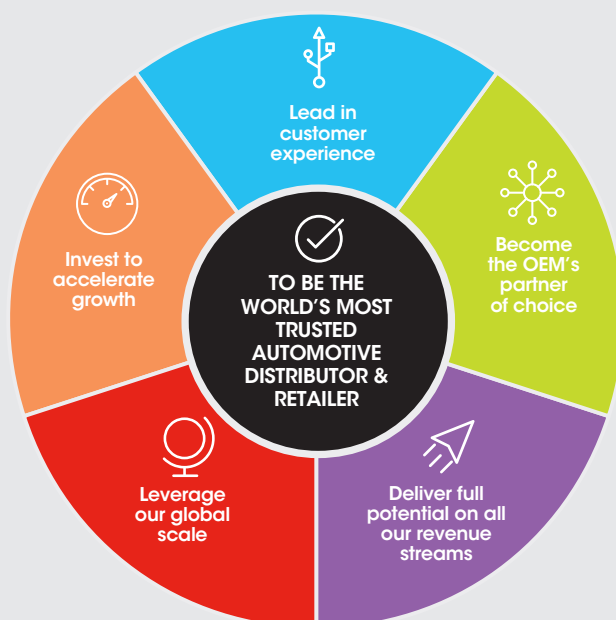 Lead in
customer
experience
Become
the OEM's
partner
of choice
Deliver full
potential on all
our revenue
streams
Leverage
our global
scale
Invest to
accelerate
growth
TO BE THE
WORLD'S MOST
TRUSTED
AUTOMOTIVE
DISTRIBUTOR &
RETAILER